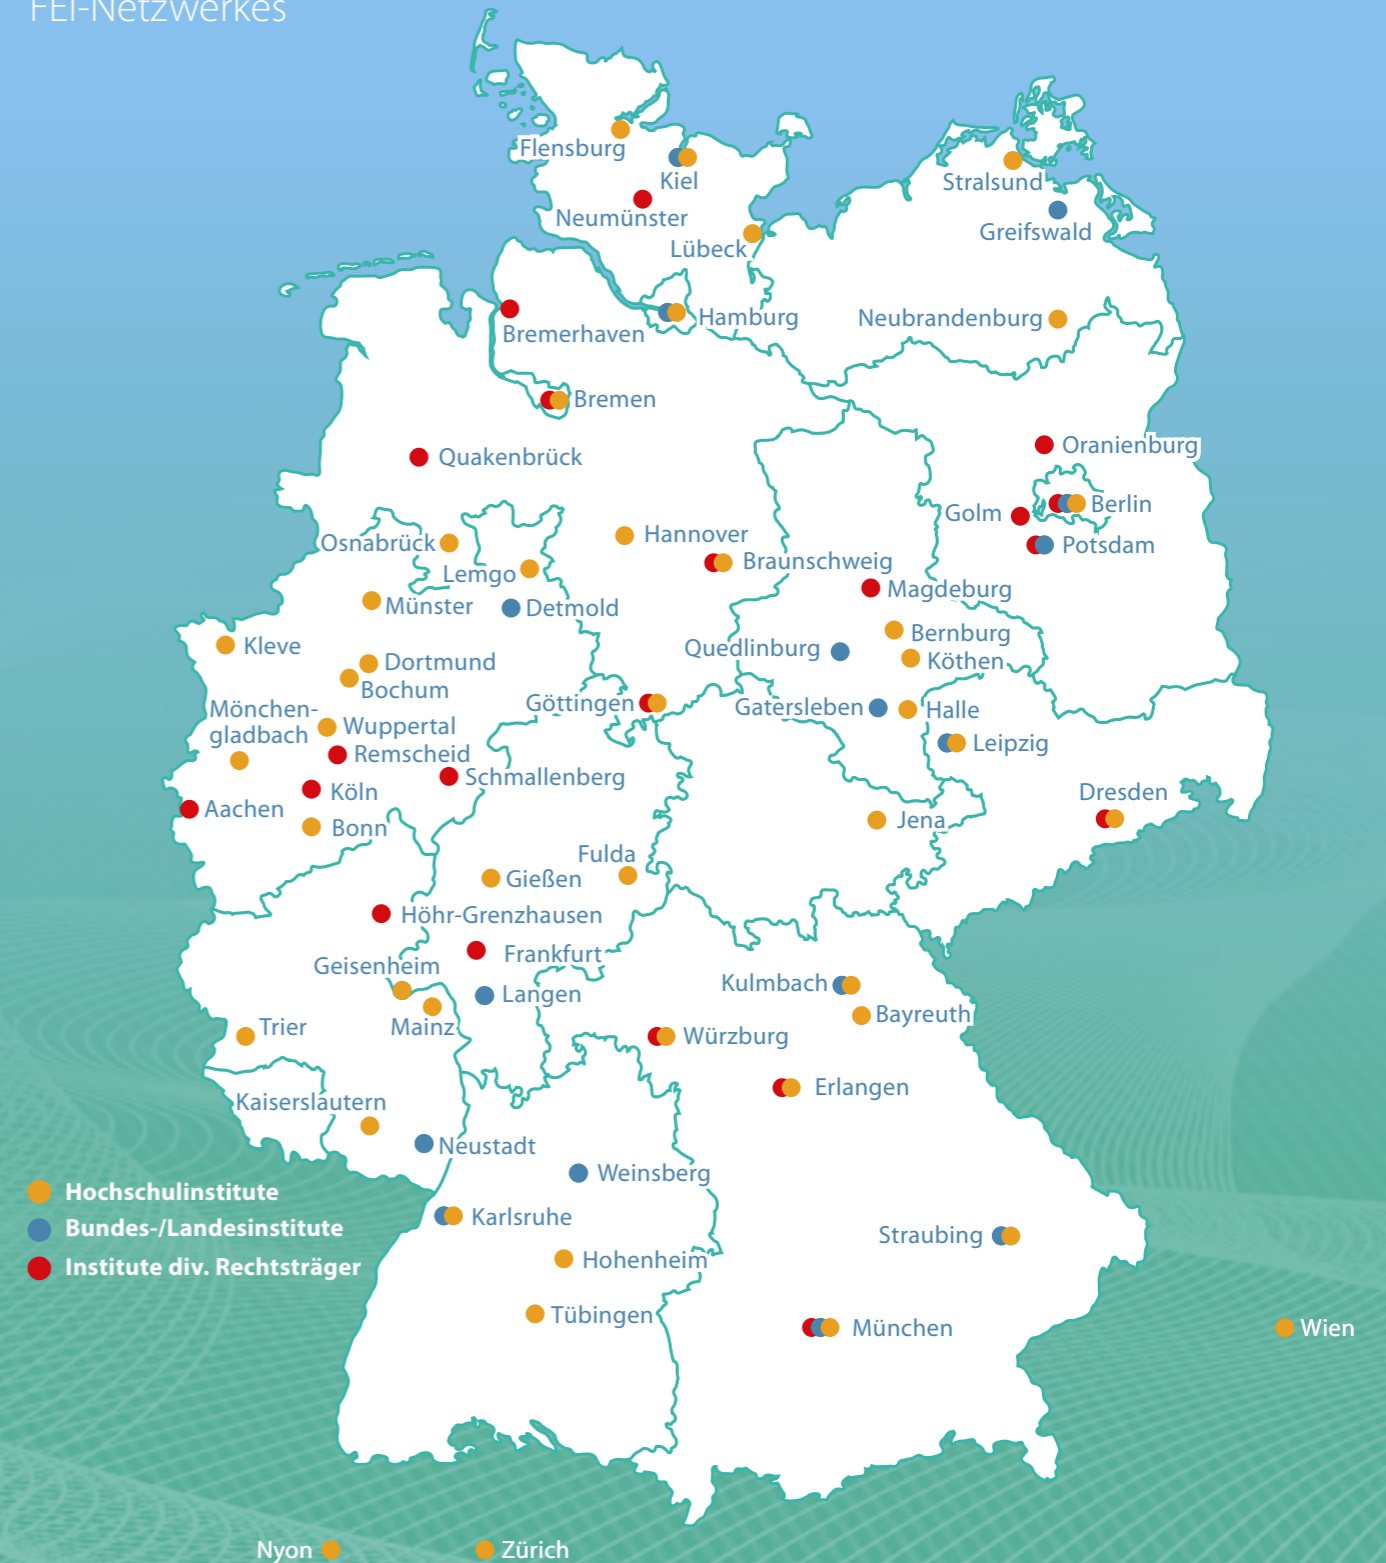 FEI-Netzwerkes
Flensburg
Kiel
Stralsund
Neumünster
Greifswald
Lübeck
Hamburg
Neubrandenburg
Bremerhaven
Bremen
Oranienburg
Quakenbrück
Berlin
Golm
Hannover
Osnabrück
Potsdam
Braunschweig
Lemgo
Magdeburg
Münster
Detmold
Bernburg
Kleve
Quedlinburg
Köthen
Dortmund
Bochum
Göttingen
Gatersleben
Halle
Mönchen-
gladbach
Wuppertal
Leipzig
Remscheid
Schmallenberg
Köln
Dresden
Aachen
Bonn
Jena
Fulda
Gießen
Höhr-Grenzhausen
Frankfurt
Geisenheim
Kulmbach
Langen
Bayreuth
Trier
Mainz
Würzburg
Erlangen
Kaiserslautern
Neustadt
Weinsberg
Hochschulinstitute
Karlsruhe
Bundes-/Landesinstitute
Straubing
Hohenheim
Institute div. Rechtsträger
Tübingen
München
Wien
Nyon
Zürich